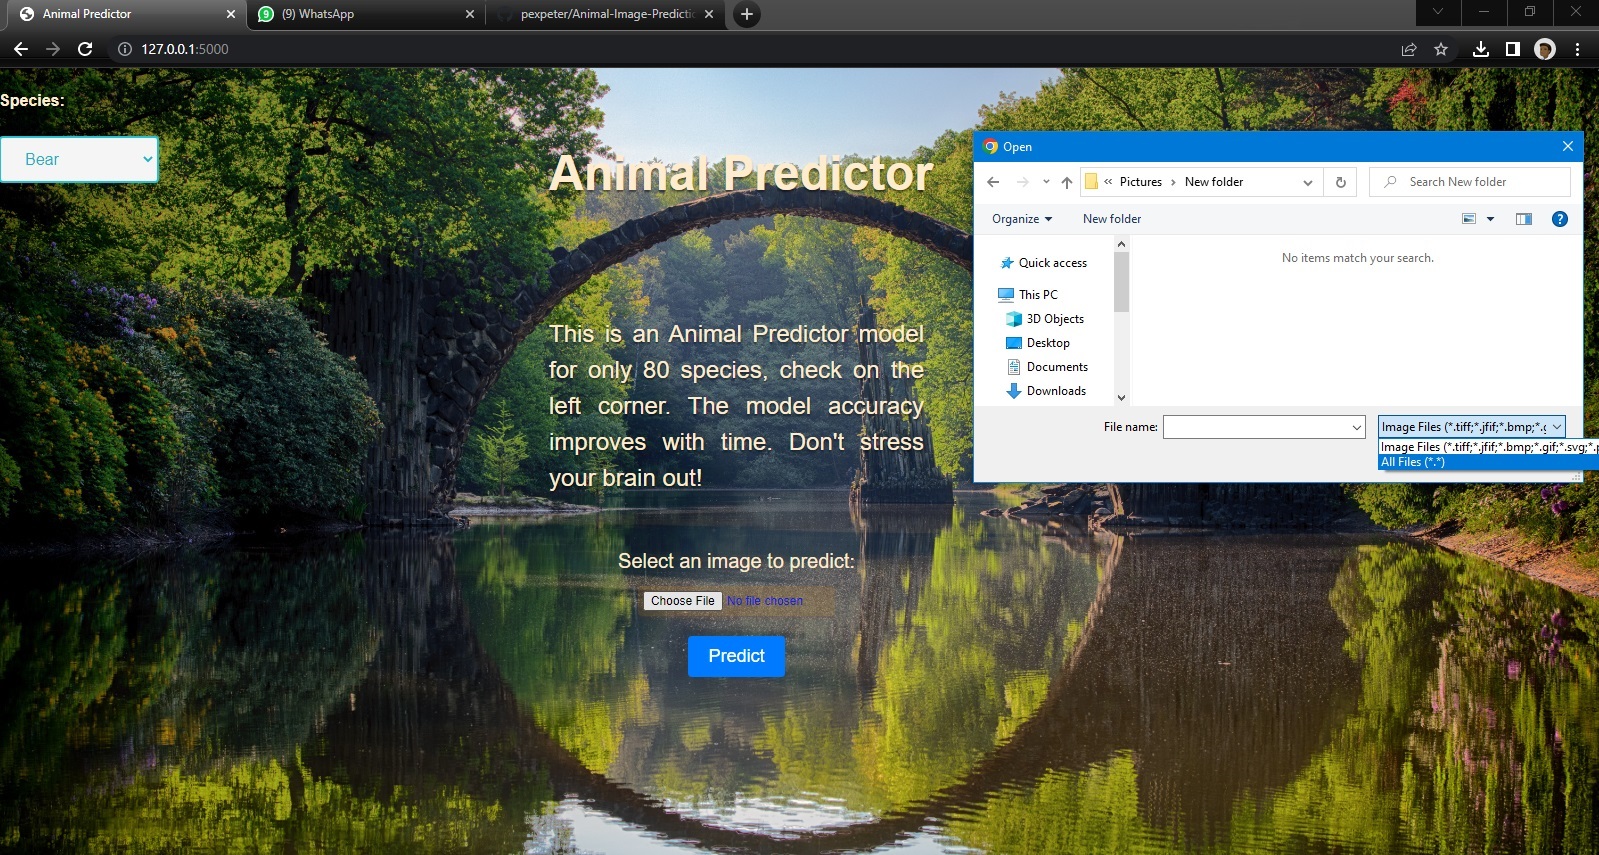 Animal Predictor
(9) WhatsApp
pexpeter/Animal-Image-Predictic
127.0.0.1:5000
Species:
Bear
Animal Predictor
This is an Animal Predictor model
for only 80 species, check on the
left corner. The model accuracy
improves with time. Don't stress
your brain out!
Select an image to predict:
Choose File No file chosen
Predict
Open
« Pictures › New folder
Search New folder
Organize
New folder
Quick access
This PC
3D Objects
Desktop
Documents
Downloads
No items match your search.
File name:
Image Files (*.tiff;*.jfif;*.bmp;*.g
Image Files (*.tiff;*.jfif;*.bmp;*.gif;*.svg;*.p
All Files (*.*)